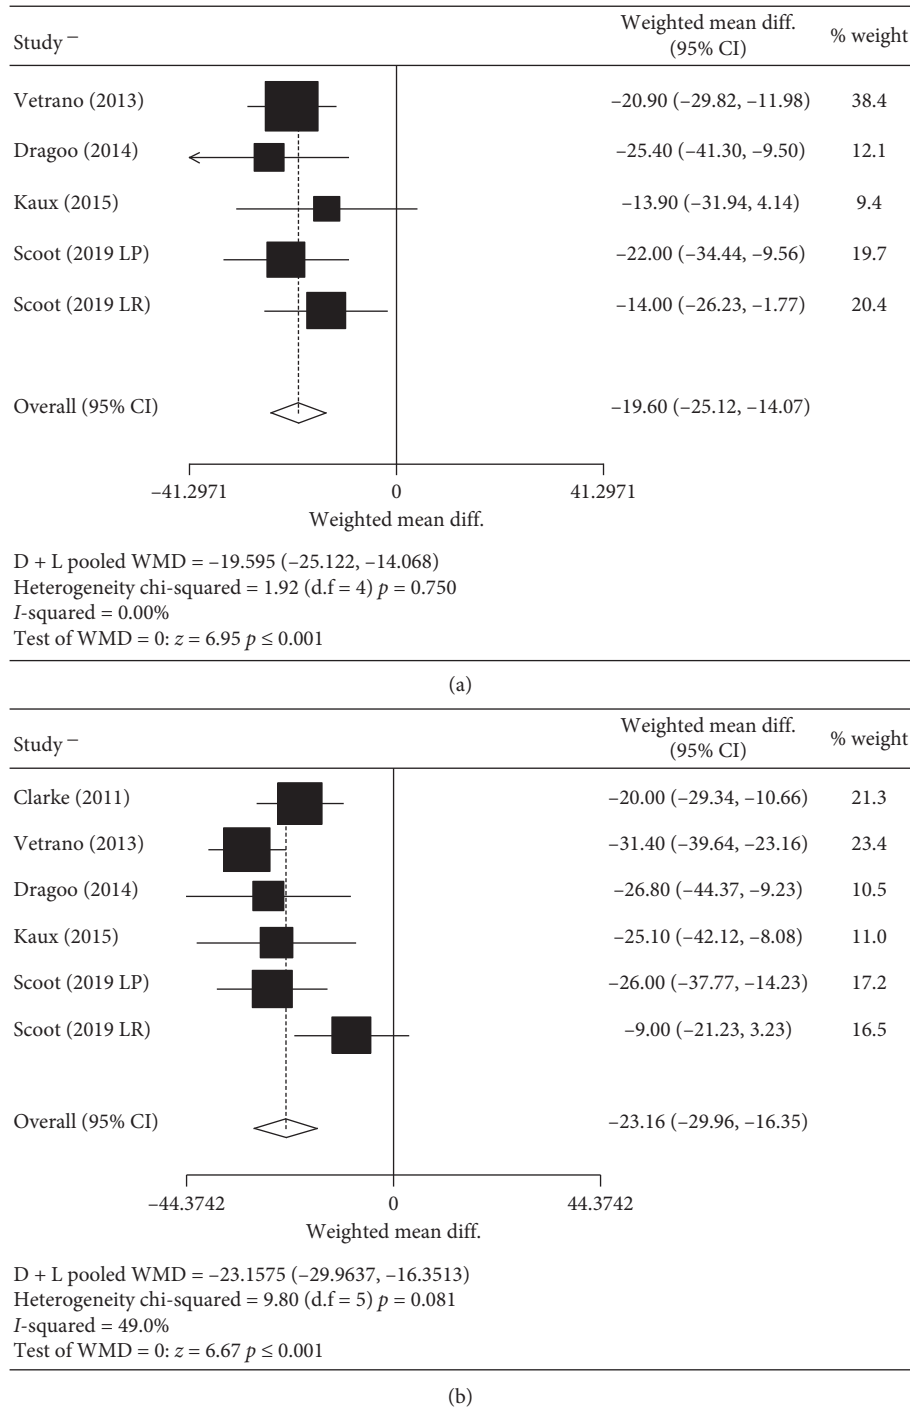 Study – Weighted mean diff. (95% CI) % weight
Vetrano (2013) –20.90 (–29.82, –11.98) 38.4
Dragoo (2014) –25.40 (–41.30, –9.50) 12.1
Kaux (2015) –13.90 (–31.94, 4.14) 9.4
Scoot (2019 LP) –22.00 (–34.44, –9.56) 19.7
Scoot (2019 LR) –14.00 (–26.23, –1.77) 20.4
Overall (95% CI) –19.60 (–25.12, –14.07)
–41.2971 0 41.2971
Weighted mean diff.
D + L pooled WMD = –19.595 (–25.122, –14.068)
Heterogeneity chi-squared = 1.92 (d.f = 4) p = 0.750
I-squared = 0.00%
Test of WMD = 0: z = 6.95 p ≤ 0.001
(a)
Study – Weighted mean diff. (95% CI) % weight
Clarke (2011) –20.00 (–29.34, –10.66) 21.3
Vetrano (2013) –31.40 (–39.64, –23.16) 23.4
Dragoo (2014) –26.80 (–44.37, –9.23) 10.5
Kaux (2015) –25.10 (–42.12, –8.08) 11.0
Scoot (2019 LP) –26.00 (–37.77, –14.23) 17.2
Scoot (2019 LR) –9.00 (–21.23, 3.23) 16.5
Overall (95% CI) –23.16 (–29.96, –16.35)
–44.3742 0 44.3742
Weighted mean diff.
D + L pooled WMD = –23.1575 (–29.9637, –16.3513)
Heterogeneity chi-squared = 9.80 (d.f = 5) p = 0.081
I-squared = 49.0%
Test of WMD = 0: z = 6.67 p ≤ 0.001
(b)